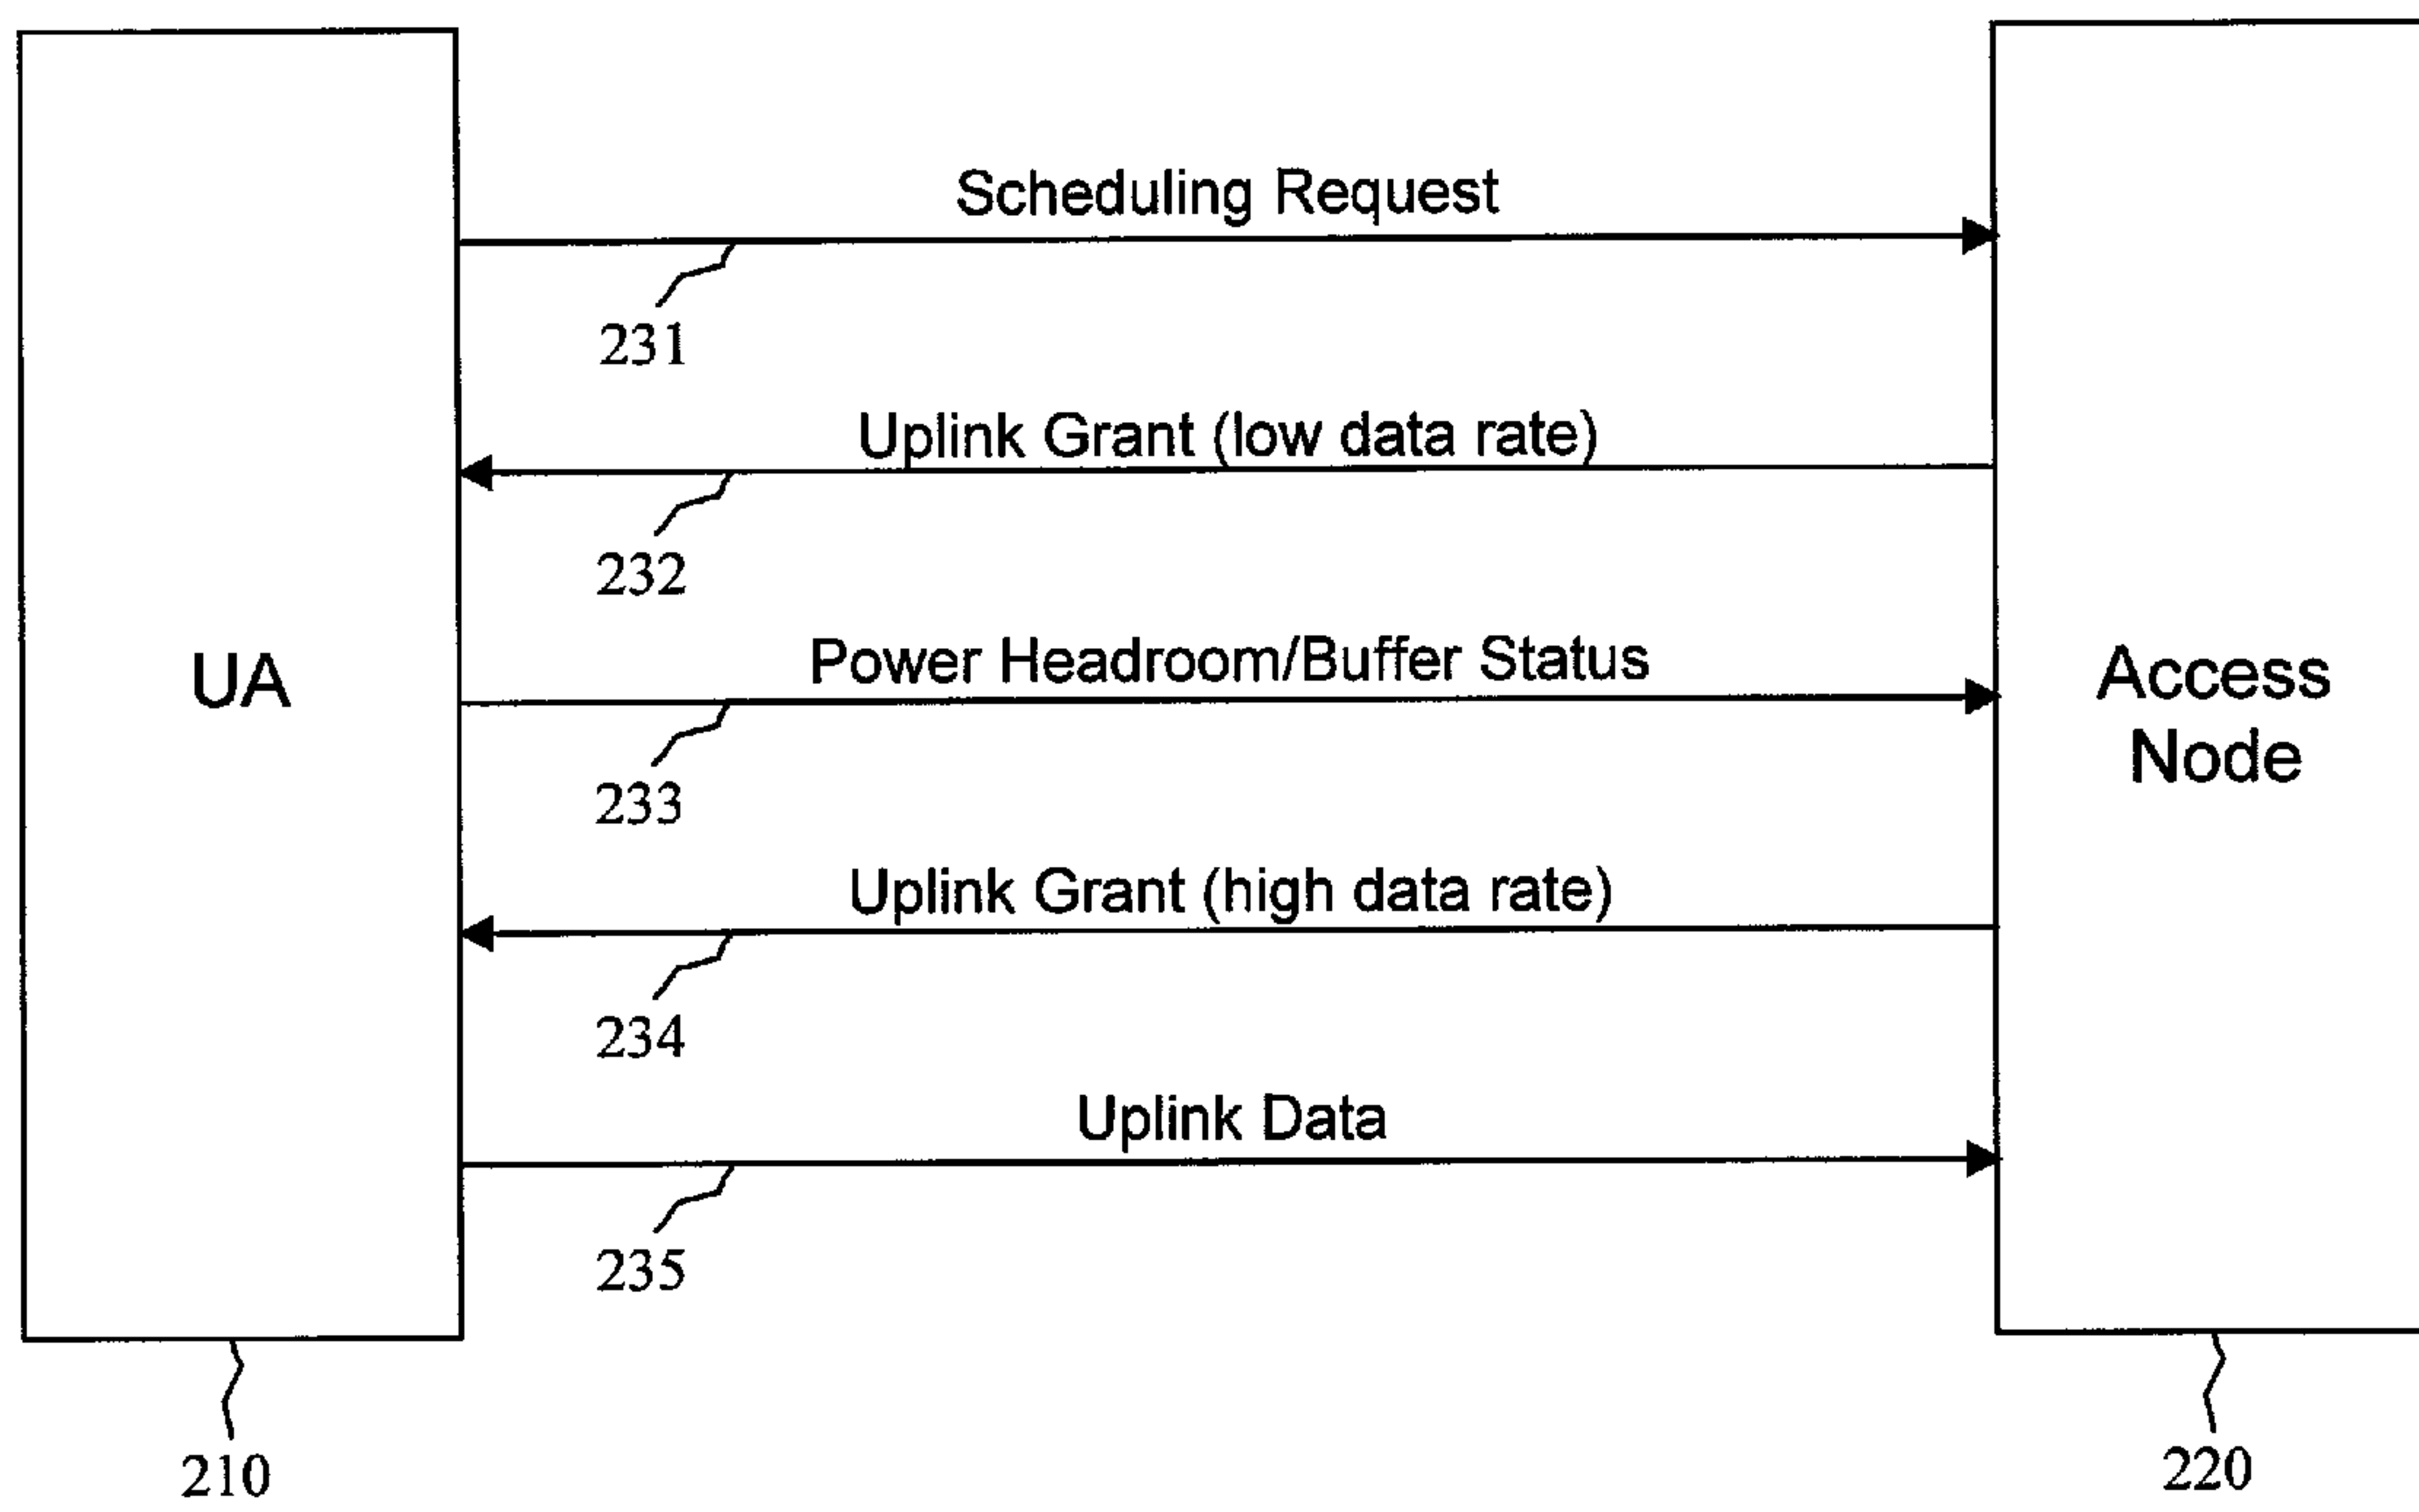 Scheduling Request
231
Uplink Grant (low data rate)
232
Power Headroom/Buffer Status
UA
Access
Node
233
Uplink Grant (high data rate)
234
Uplink Data
235
210
220